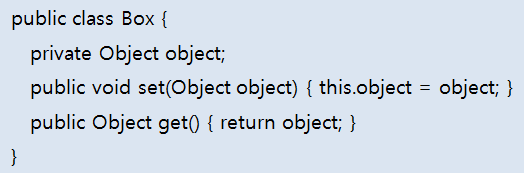 public class Box {
private Object object;
public void set(Object object) { this.object = object; }
public Object get() { return object; }
}